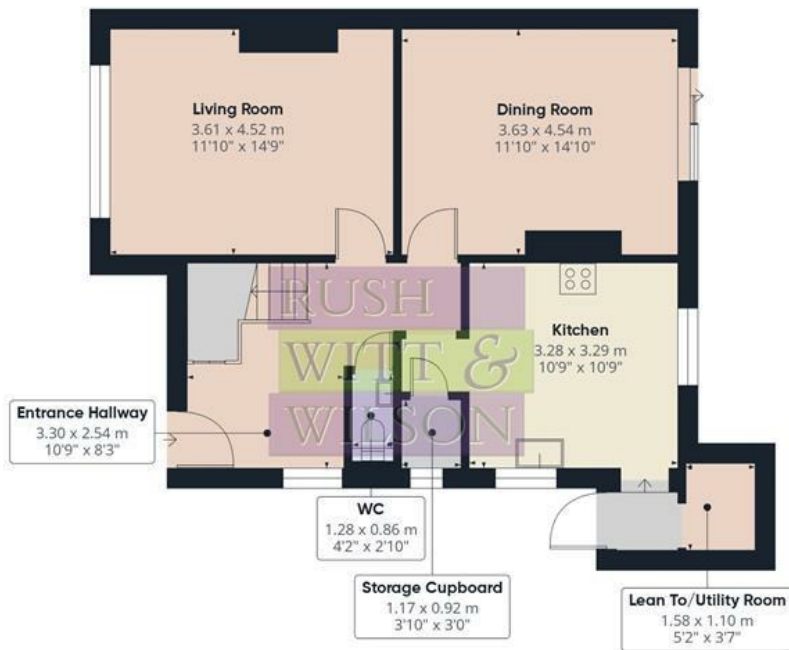 Living Room
3.61 x 4.52 m
11'10" x 14'9"
Dining Room
3.63 x 4.54 m
11'10" x 14'10"
RUSH
WITT &
WILSON
Kitchen
3.28 x 3.29 m
10'9" x 10'9"
Entrance Hallway
3.30 x 2.54 m
10'9" x 8'3"
WC
1.28 x 0.86 m
4'2" x 2'10"
Storage Cupboard
1.17 x 0.92 m
3'10" x 3'0"
Lean To/Utility Room
1.58 x 1.10 m
5'2" x 3'7"